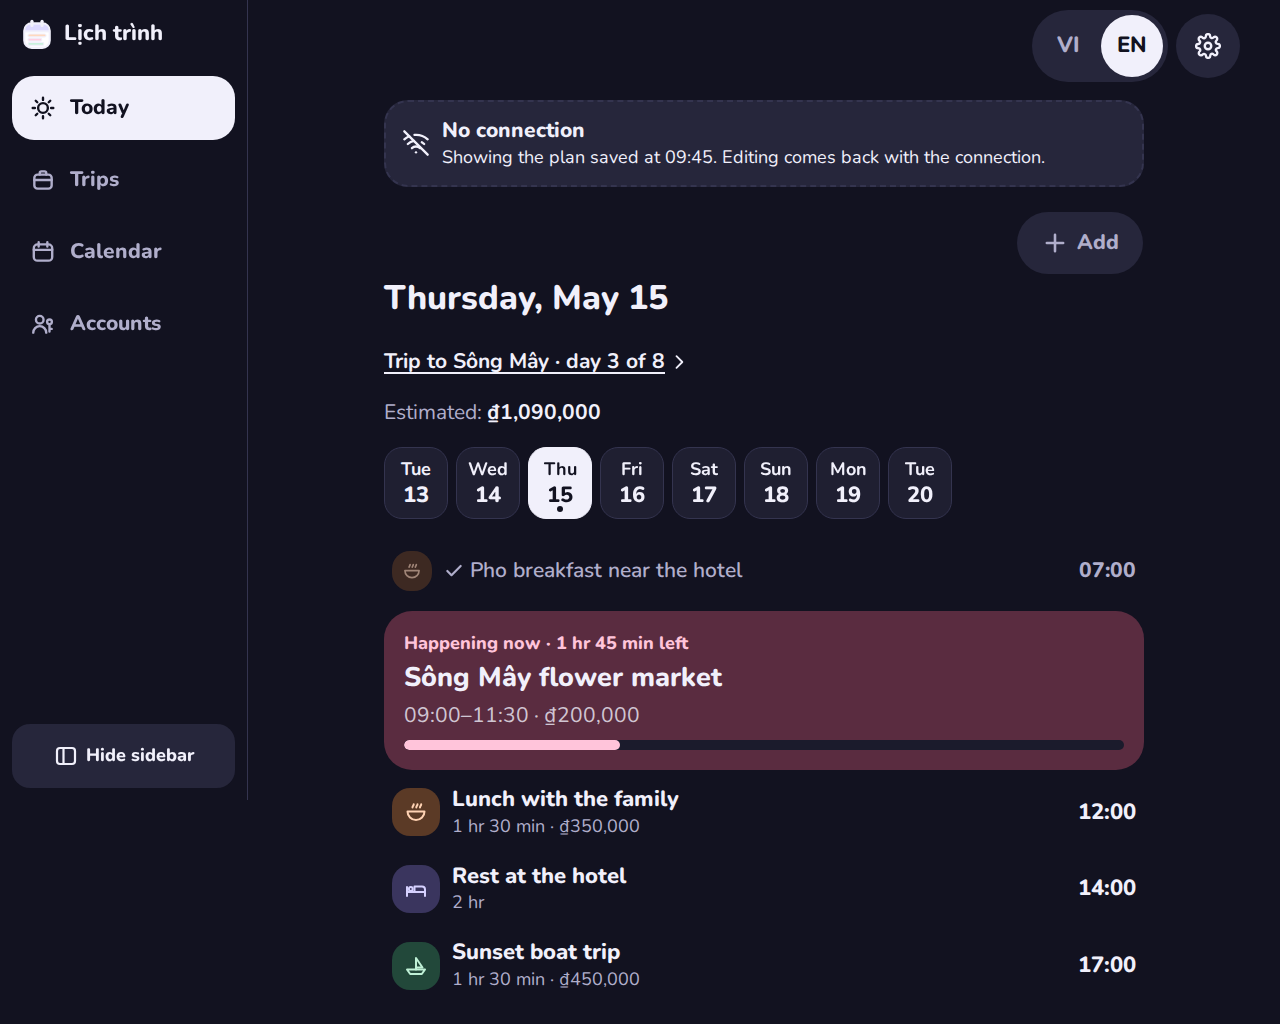 Lịch trình
VI
EN
Today
Trips
Calendar
Accounts
Hide sidebar
No connection
Showing the plan saved at 09:45. Editing comes back with the connection.
Add
Thursday, May 15
Trip to Sông Mây · day 3 of 8
Estimated: ₫1,090,000
Tue
13
Wed
14
Thu
15
Fri
16
Sat
17
Sun
18
Mon
19
Tue
20
Pho breakfast near the hotel
07:00
Happening now · 1 hr 45 min left
Sông Mây flower market
09:00–11:30 · ₫200,000
Lunch with the family
1 hr 30 min · ₫350,000
12:00
Rest at the hotel
2 hr
14:00
Sunset boat trip
1 hr 30 min · ₫450,000
17:00